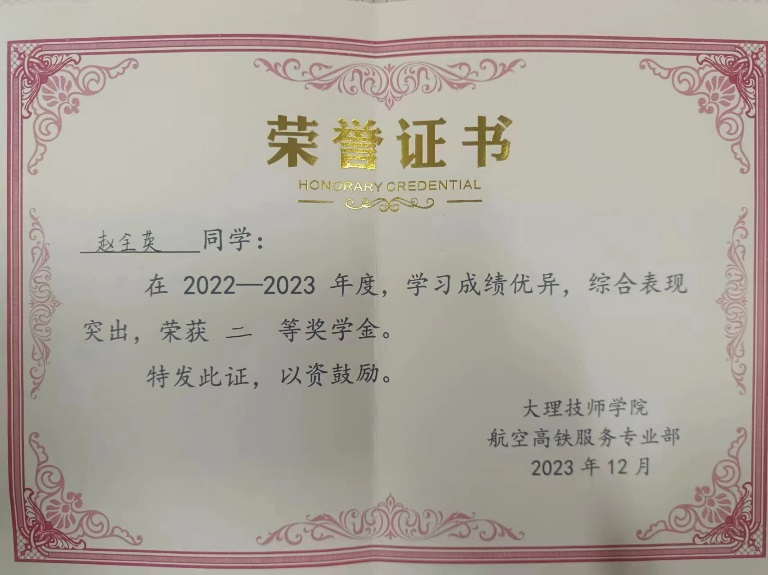 荣誉证书
HONORARY CREDENTIAL
赵全英 同学：
在 2022—2023 年度，学习成绩优异，综合表现
突出，荣获 二 等奖学金。
特发此证，以资鼓励。
大理技师学院
航空高铁服务专业部
2023 年 12 月